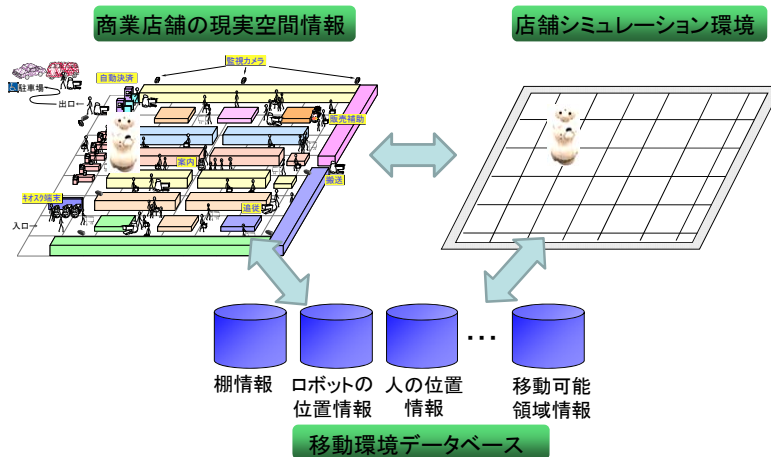 商業店舗の現実空間情報
店舗シミュレーション環境
監視カメラ
自動決済
駐車場
出口→
販売補助
案内
搬送
キオスク端末
追従
入口→
棚情報
ロボットの
位置情報
人の位置
情報
・・・
移動可能
領域情報
移動環境データベース